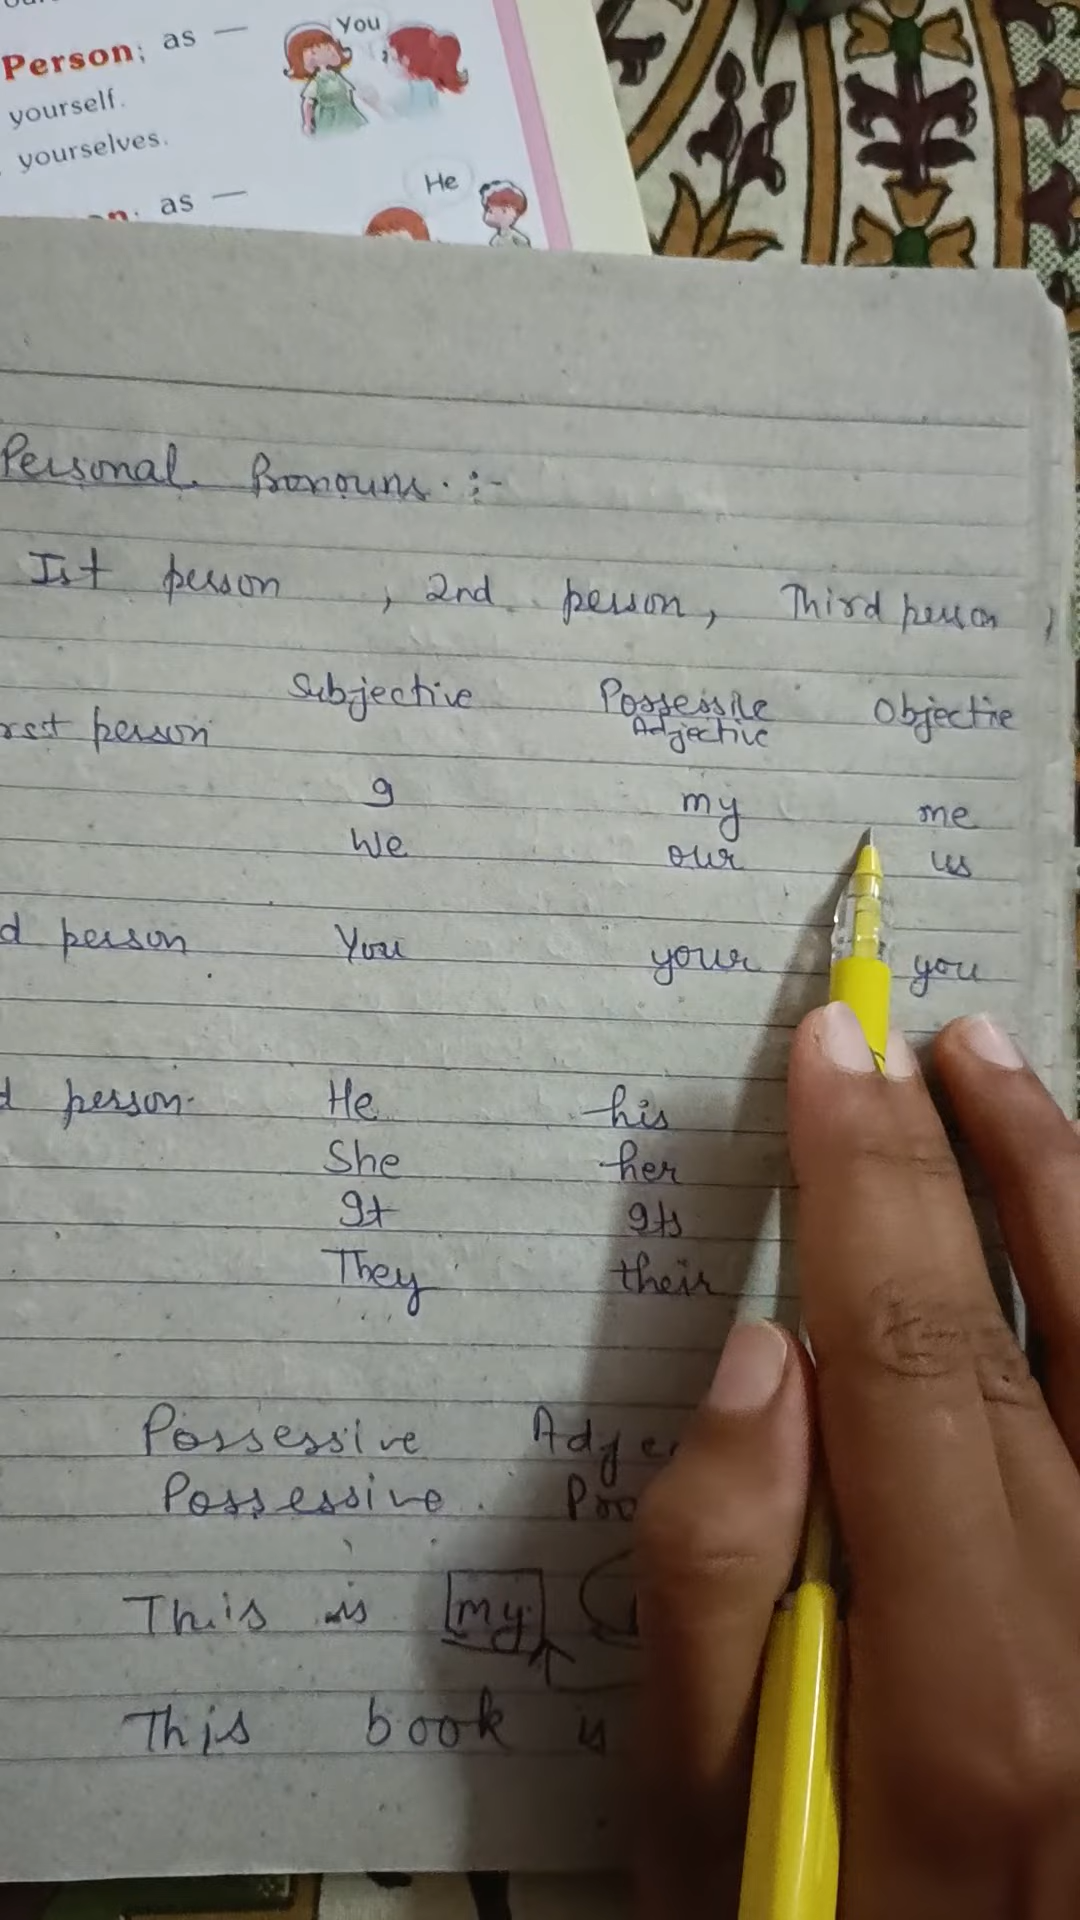 You
Person; as —
yourself.
yourselves.
as —
He
Personal Pronouns :-
Ist person , 2nd person, Third person ,
Subjective Possessile Objectie
Adjective
person
I my me
We our us
person You your you
person. He his
She her
It Its
They their
Possessive
Possessive
This is my
This book is